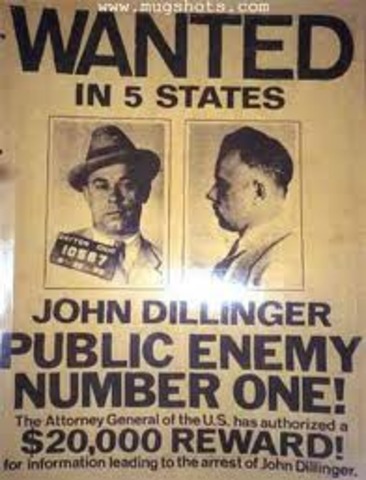 www.mugshots.com
WANTED
IN 5 STATES
10587
JOHN DILLINGER
PUBLIC ENEMY
NUMBER ONE!
The Attorney General of the U.S. has authorized a
$20,000 REWARD!
for information leading to the arrest of John Dillinger.